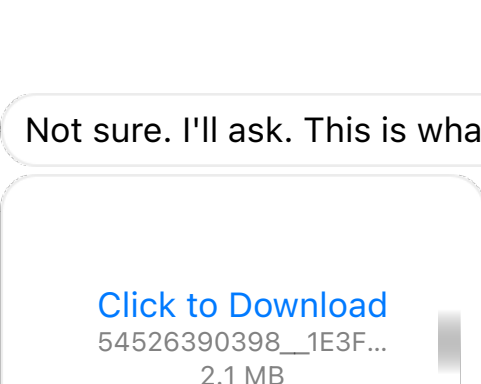 Not sure. I'll ask. This is wha
Click to Download
54526390398__1E3F...
2.1 MB